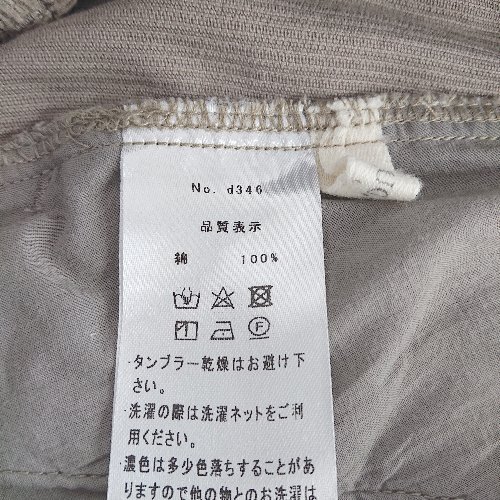 No. d346
品質表示
綿 100%
F
・タンブラー乾燥はお避け下
さい。
・洗濯の際は洗濯ネットをご利
用ください。
・濃色は多少色落ちすることがあ
りますので他の物とのお洗濯は